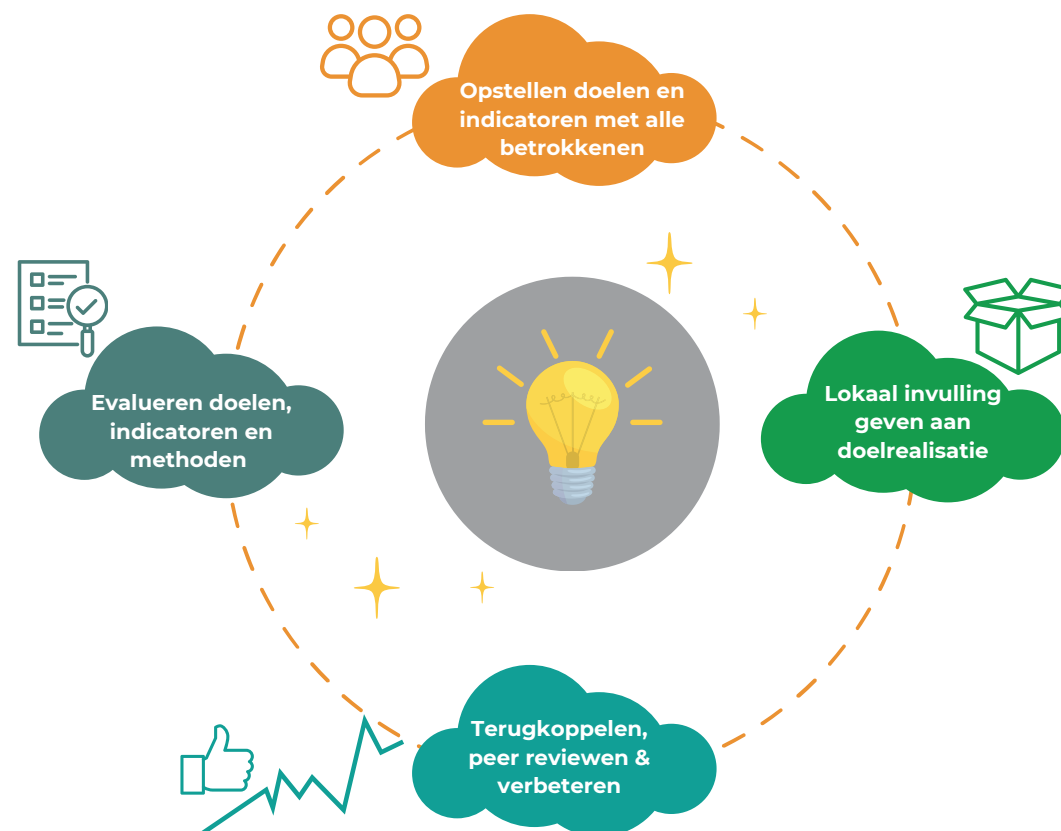 Opstellen doelen en
indicatoren met alle
betrokkenen
Lokaal invulling
geven aan
doelrealisatie
Terugkoppelen,
peer reviewen &
verbeteren
Evalueren doelen,
indicatoren en
methoden